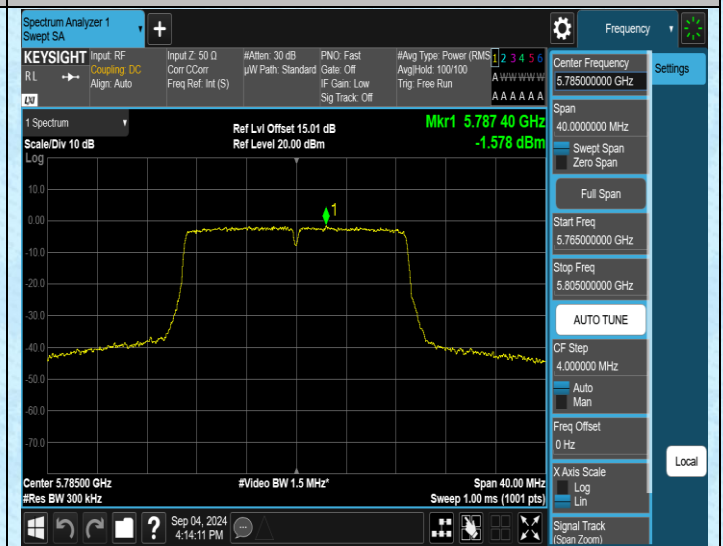 Spectrum Analyzer 1
Swept SA
+
Frequency
KEYSIGHT
RL
LXI
Input: RF
Coupling: DC
Align: Auto
Input Z: 50 Ω
Corr CCorr
Freq Ref: Int (S)
#Atten: 30 dB
µW Path: Standard
PNO: Fast
Gate: Off
IF Gain: Low
Sig Track: Off
#Avg Type: Power (RMS
Avg|Hold: 100/100
Trig: Free Run
1 2 3 4 5 6
A W W W W W
A A A A A A
1 Spectrum
Scale/Div 10 dB
Log
Ref Lvl Offset 15.01 dB
Ref Level 20.00 dBm
Mkr1 5.787 40 GHz
-1.578 dBm
1
10.0
0.00
-10.0
-20.0
-30.0
-40.0
-50.0
-60.0
-70.0
Center 5.78500 GHz
#Res BW 300 kHz
#Video BW 1.5 MHz*
Span 40.00 MHz
Sweep 1.00 ms (1001 pts)
?
Sep 04, 2024
4:14:11 PM
Center Frequency
5.785000000 GHz
Span
40.0000000 MHz
Swept Span
Zero Span
Full Span
Start Freq
5.765000000 GHz
Stop Freq
5.805000000 GHz
AUTO TUNE
CF Step
4.000000 MHz
Auto
Man
Freq Offset
0 Hz
X Axis Scale
Log
Lin
Signal Track
(Span Zoom)
Settings
Local